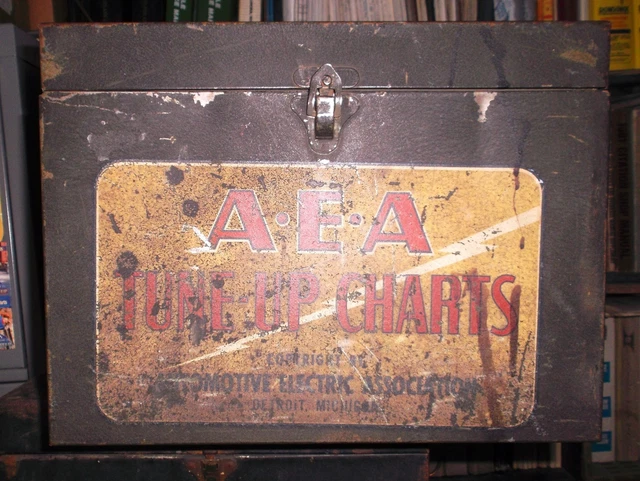 A·E·A
TUNE-UP CHARTS
COPYRIGHT BY
AUTOMOTIVE ELECTRIC ASSOCIATION
DETROIT, MICHIGAN